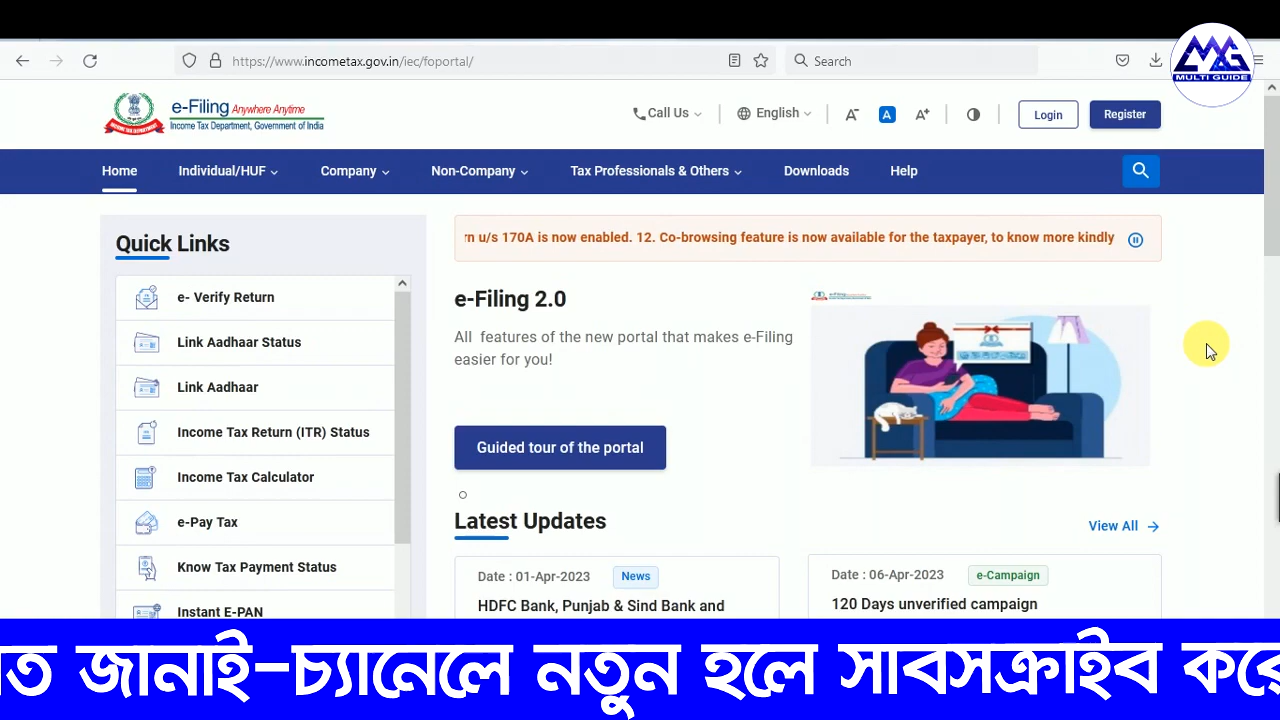 https://www.incometax.gov.in/iec/foportal/
Search
MULTI GUIDE
e-Filing Anywhere Anytime
Income Tax Department, Government of India
Call Us
English
A-
A
A+
Login
Register
Home
Individual/HUF
Company
Non-Company
Tax Professionals & Others
Downloads
Help
Quick Links
e- Verify Return
Link Aadhaar Status
Link Aadhaar
Income Tax Return (ITR) Status
Income Tax Calculator
e-Pay Tax
Know Tax Payment Status
Instant E-PAN
u/s 170A is now enabled. 12. Co-browsing feature is now available for the taxpayer, to know more kindly
e-Filing 2.0
All features of the new portal that makes e-Filing
easier for you!
Guided tour of the portal
Latest Updates
View All
Date : 01-Apr-2023
News
HDFC Bank, Punjab & Sind Bank and
Date : 06-Apr-2023
e-Campaign
120 Days unverified campaign
জানাই-চ্যানেলে নতুন হলে সাবসক্রাইব